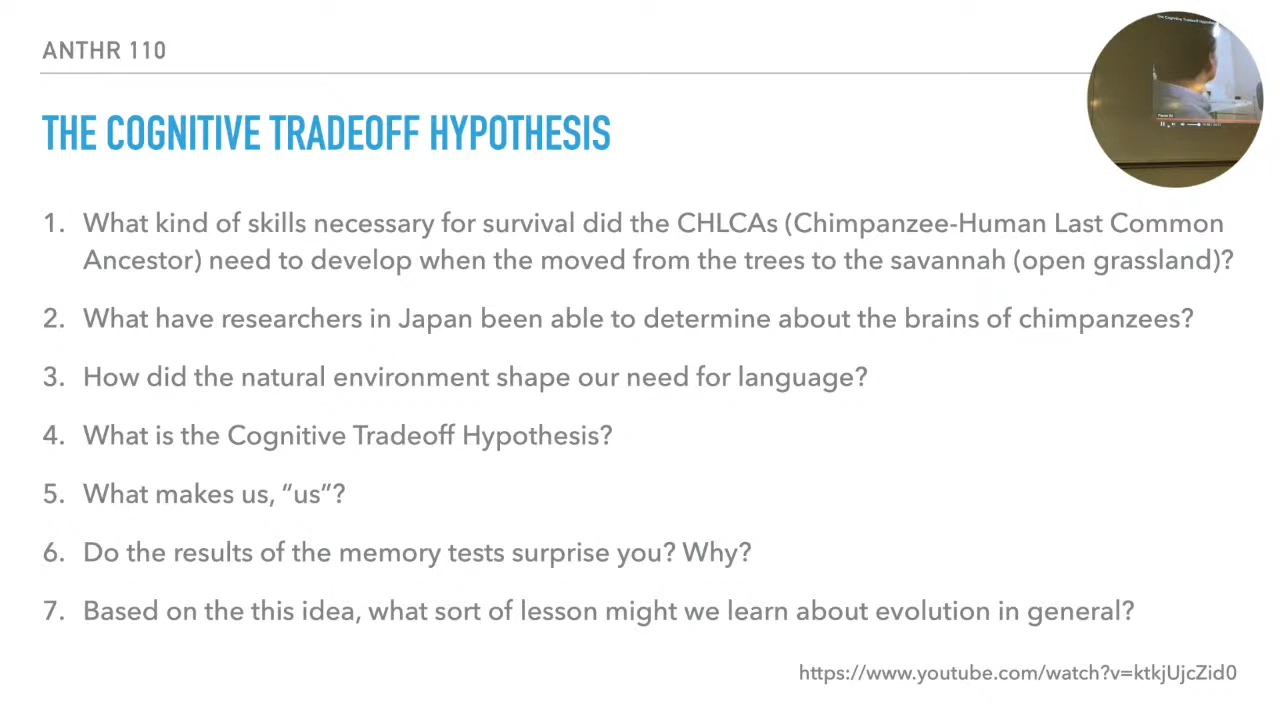 ANTHR 110
THE COGNITIVE TRADEOFF HYPOTHESIS
1. What kind of skills necessary for survival did the CHLCAs (Chimpanzee-Human Last Common
Ancestor) need to develop when the moved from the trees to the savannah (open grassland)?
2. What have researchers in Japan been able to determine about the brains of chimpanzees?
3. How did the natural environment shape our need for language?
4. What is the Cognitive Tradeoff Hypothesis?
5. What makes us, “us”?
6. Do the results of the memory tests surprise you? Why?
7. Based on the this idea, what sort of lesson might we learn about evolution in general?
https://www.youtube.com/watch?v=ktkjUjcZid0